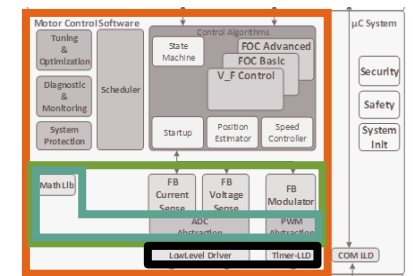 Motor Control Software
Control Algorithms
µC System
Tuning
&
Optimization
Scheduler
State
Machine
FOC Advanced
FOC Basic
V_F Control
Diagnostic
&
Monitoring
System
Protection
Startup
Position
Estimator
Speed
Controller
Security
Safety
System
Init
MathLib
FB
Current
Sense
FB
Voltage
Sense
FB
Modulator
ADC
Abstraction
PWM
Abstraction
LowLevel Driver
Timer-LLD
COM LLD